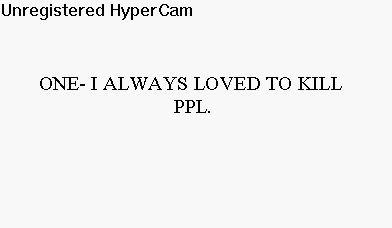 Unregistered HyperCam
ONE- I ALWAYS LOVED TO KILL
PPL.